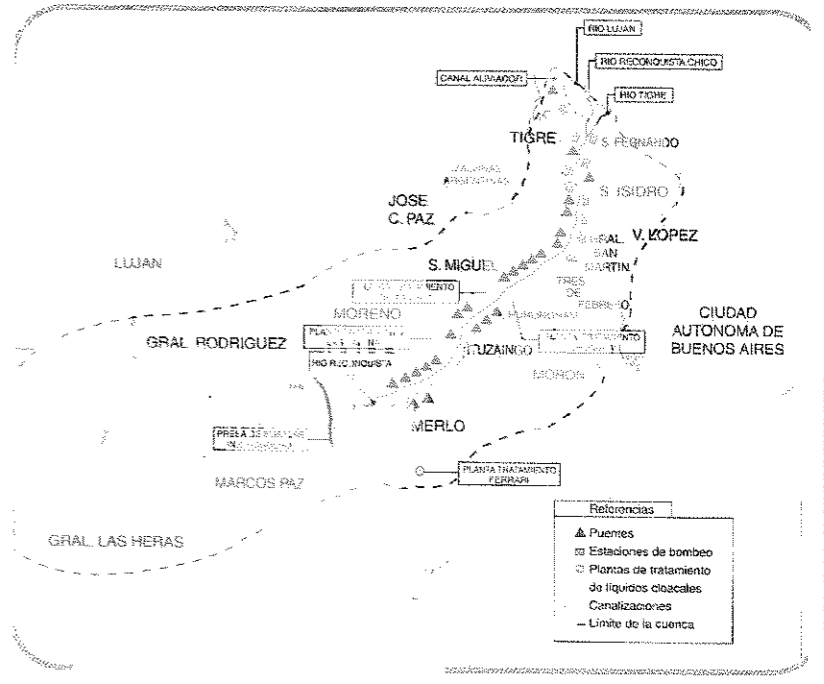 RIO LUJAN
RIO RECONQUISTA CHICO
CANAL ALIVIADOR
RIO TIGRE
TIGRE
S. FERNANDO
ARGENTINAS
S. ISIDRO
JOSE
C. PAZ
V. LOPEZ
GRAL.
SAN
MARTIN
LUJAN
S. MIGUEL
TRES
DE
FEBRERO
MORENO
CIUDAD
AUTONOMA DE
BUENOS AIRES
GRAL. RODRIGUEZ
ITUZAINGO
MORON
MERLO
MARCOS PAZ
PLANTA TRATAMIENTO
FERRARI
GRAL. LAS HERAS
Referencias
Puentes
Estaciones de bombeo
Plantas de tratamiento
de líquidos cloacales
Canalizaciones
Límite de la cuenca